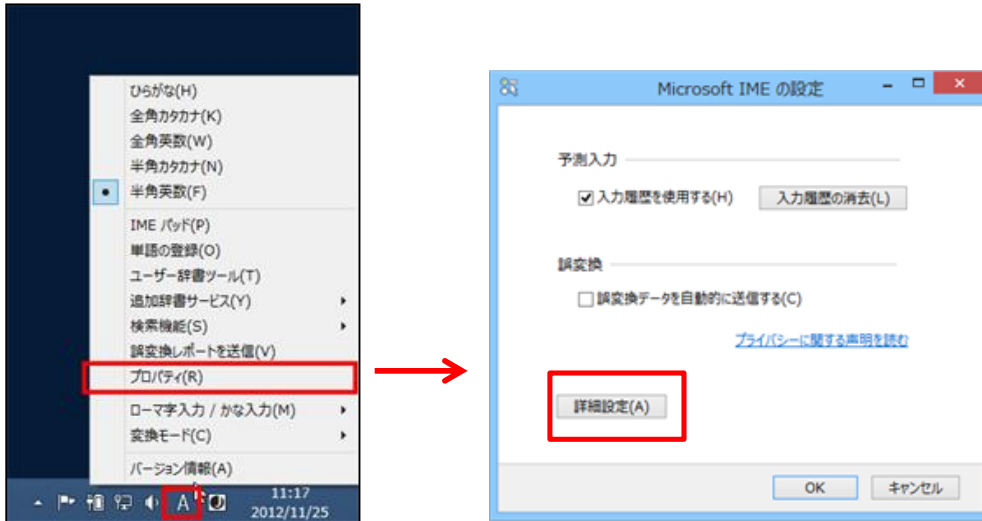 ひらがな(H)
全角カタカナ(K)
全角英数(W)
半角カタカナ(N)
半角英数(F)
IME パッド(P)
単語の登録(O)
ユーザー辞書ツール(T)
追加辞書サービス(Y)
検索機能(S)
誤変換レポートを送信(V)
プロパティ(R)
ローマ字入力 / かな入力(M)
変換モード(C)
バージョン情報(A)
A
11:17
2012/11/25
Microsoft IME の設定
予測入力
入力履歴を使用する(H)
入力履歴の消去(L)
誤変換
誤変換データを自動的に送信する(C)
プライバシーに関する声明を読む
詳細設定(A)
OK
キャンセル